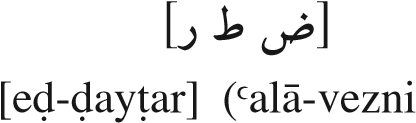 [ض ط ر]
[eḍ-ḍayṭar] (ʿalā-vezni